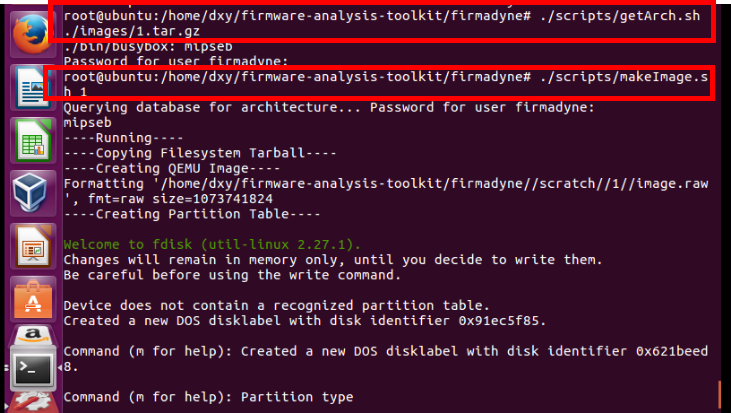 root@ubuntu:/home/dxy/firmware-analysis-toolkit/firmadyne# ./scripts/getArch.sh
./images/1.tar.gz
./bin/busybox: mipseb
Password for user firmadyne:
root@ubuntu:/home/dxy/firmware-analysis-toolkit/firmadyne# ./scripts/makeImage.s
h 1
Querying database for architecture... Password for user firmadyne:
mipseb
----Running----
----Copying Filesystem Tarball----
----Creating QEMU Image----
Formatting '/home/dxy/firmware-analysis-toolkit/firmadyne//scratch//1//image.raw
', fmt=raw size=1073741824
----Creating Partition Table----
Welcome to fdisk (util-linux 2.27.1).
Changes will remain in memory only, until you decide to write them.
Be careful before using the write command.
Device does not contain a recognized partition table.
Created a new DOS disklabel with disk identifier 0x91ec5f85.
Command (m for help): Created a new DOS disklabel with disk identifier 0x621beed
8.
Command (m for help): Partition type